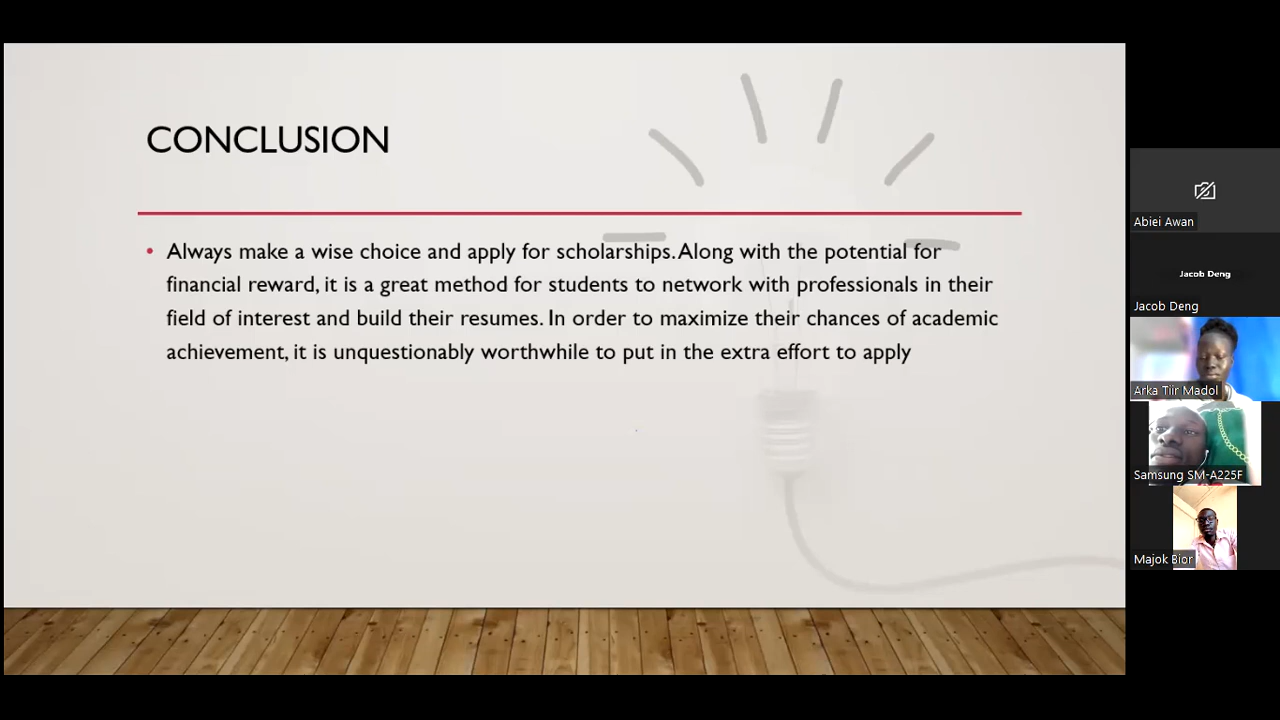 CONCLUSION
• Always make a wise choice and apply for scholarships. Along with the potential for
financial reward, it is a great method for students to network with professionals in their
field of interest and build their resumes. In order to maximize their chances of academic
achievement, it is unquestionably worthwhile to put in the extra effort to apply
Abiei Awan
Jacob Deng
Jacob Deng
Arka Tiir Madol
Samsung SM-A225F
Majok Bior